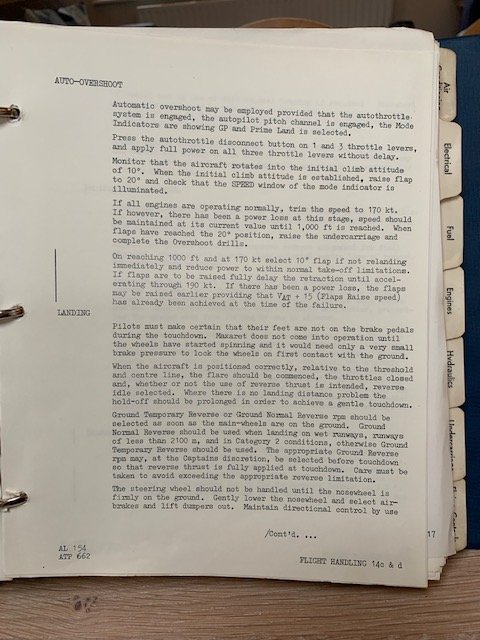 AUTO-OVERSHOOT
Automatic overshoot may be employed provided that the autothrottle
system is engaged, the autopilot pitch channel is engaged, the Mode
Indicators are showing GP and Prime Land is selected.
Press the autothrottle disconnect button on 1 and 3 throttle levers,
and apply full power on all three throttle levers without delay.
Monitor that the aircraft rotates into the initial climb attitude
of 10°. When the initial climb attitude is established, raise flap
to 20° and check that the SPEED window of the mode indicator is
illuminated.
If all engines are operating normally, trim the speed to 170 kt.
If however, there has been a power loss at this stage, speed should
be maintained at its current value until 1,000 ft is reached. When
flaps have reached the 20° position, raise the undercarriage and
complete the Overshoot drills.
On reaching 1000 ft and at 170 kt select 10° flap if not relanding
immediately and reduce power to within normal take-off limitations.
If flaps are to be raised fully delay the retraction until accel-
erating through 190 kt. If there has been a power loss, the flaps
may be raised earlier providing that VAT + 15 (Flaps Raise speed)
has already been achieved at the time of the failure.
LANDING
Pilots must make certain that their feet are not on the brake pedals
during the touchdown. Maxaret does not come into operation until
the wheels have started spinning and it would need only a very small
brake pressure to lock the wheels on first contact with the ground.
When the aircraft is positioned correctly, relative to the threshold
and centre line, the flare should be commenced, the throttles closed
and, whether or not the use of reverse thrust is intended, reverse
idle selected. Where there is no landing distance problem the
hold-off should be prolonged in order to achieve a gentle touchdown.
Ground Temporary Reverse or Ground Normal Reverse rpm should be
selected as soon as the main-wheels are on the ground. Ground
Normal Reverse should be used when landing on wet runways, runways
of less than 2100 m, and in Category 2 conditions, otherwise Ground
Temporary Reverse should be used. The appropriate Ground Reverse
rpm may, at the Captains discretion, be selected before touchdown
so that reverse thrust is fully applied at touchdown. Care must be
taken to avoid exceeding the appropriate reverse limitation.
The steering wheel should not be handled until the nosewheel is
firmly on the ground. Gently lower the nosewheel and select air-
brakes and lift dumpers out. Maintain directional control by use
/Cont'd. ...
AL 154
ATP 662
FLIGHT HANDLING 14c & d
17
Air
Electrical
Fuel
Engines
Hydraulics